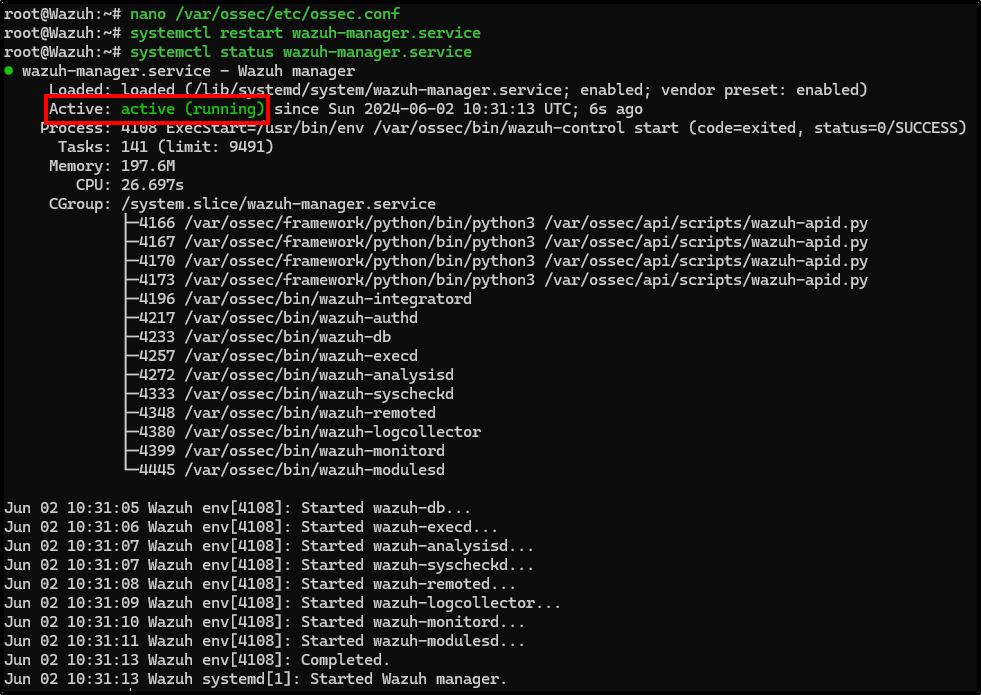 root@Wazuh:~# nano /var/ossec/etc/ossec.conf
root@Wazuh:~# systemctl restart wazuh-manager.service
root@Wazuh:~# systemctl status wazuh-manager.service
● wazuh-manager.service - Wazuh manager
     Loaded: loaded (/lib/systemd/system/wazuh-manager.service; enabled; vendor preset: enabled)
     Active: active (running) since Sun 2024-06-02 10:31:13 UTC; 6s ago
    Process: 4108 ExecStart=/usr/bin/env /var/ossec/bin/wazuh-control start (code=exited, status=0/SUCCESS)
      Tasks: 141 (limit: 9491)
     Memory: 197.6M
        CPU: 26.697s
     CGroup: /system.slice/wazuh-manager.service
             ├─4166 /var/ossec/framework/python/bin/python3 /var/ossec/api/scripts/wazuh-apid.py
             ├─4167 /var/ossec/framework/python/bin/python3 /var/ossec/api/scripts/wazuh-apid.py
             ├─4170 /var/ossec/framework/python/bin/python3 /var/ossec/api/scripts/wazuh-apid.py
             ├─4173 /var/ossec/framework/python/bin/python3 /var/ossec/api/scripts/wazuh-apid.py
             ├─4196 /var/ossec/bin/wazuh-integratord
             ├─4217 /var/ossec/bin/wazuh-authd
             ├─4233 /var/ossec/bin/wazuh-db
             ├─4257 /var/ossec/bin/wazuh-execd
             ├─4272 /var/ossec/bin/wazuh-analysisd
             ├─4333 /var/ossec/bin/wazuh-syscheckd
             ├─4348 /var/ossec/bin/wazuh-remoted
             ├─4380 /var/ossec/bin/wazuh-logcollector
             ├─4399 /var/ossec/bin/wazuh-monitord
             └─4445 /var/ossec/bin/wazuh-modulesd
Jun 02 10:31:05 Wazuh env[4108]: Started wazuh-db...
Jun 02 10:31:06 Wazuh env[4108]: Started wazuh-execd...
Jun 02 10:31:07 Wazuh env[4108]: Started wazuh-analysisd...
Jun 02 10:31:07 Wazuh env[4108]: Started wazuh-syscheckd...
Jun 02 10:31:08 Wazuh env[4108]: Started wazuh-remoted...
Jun 02 10:31:09 Wazuh env[4108]: Started wazuh-logcollector...
Jun 02 10:31:10 Wazuh env[4108]: Started wazuh-monitord...
Jun 02 10:31:11 Wazuh env[4108]: Started wazuh-modulesd...
Jun 02 10:31:13 Wazuh env[4108]: Completed.
Jun 02 10:31:13 Wazuh systemd[1]: Started Wazuh manager.